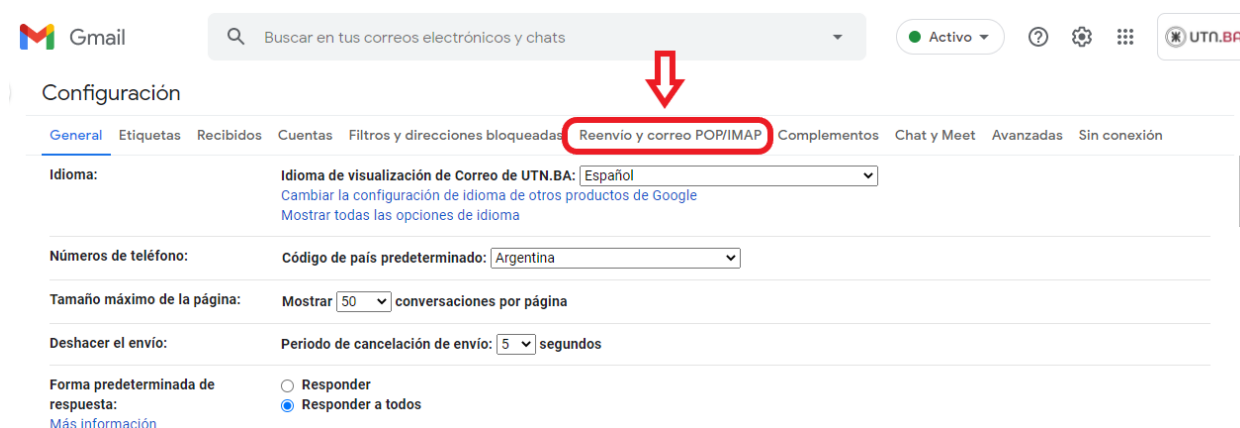 Gmail
Buscar en tus correos electrónicos y chats
Activo
UTN.BA
Configuración
General Etiquetas Recibidos Cuentas Filtros y direcciones bloqueadas Reenvío y correo POP/IMAP Complementos Chat y Meet Avanzadas Sin conexión
Idioma: Idioma de visualización de Correo de UTN.BA: Español
Cambiar la configuración de idioma de otros productos de Google
Mostrar todas las opciones de idioma
Números de teléfono: Código de país predeterminado: Argentina
Tamaño máximo de la página: Mostrar 50 conversaciones por página
Deshacer el envío: Periodo de cancelación de envío: 5 segundos
Forma predeterminada de respuesta: Responder
Responder a todos
Más información